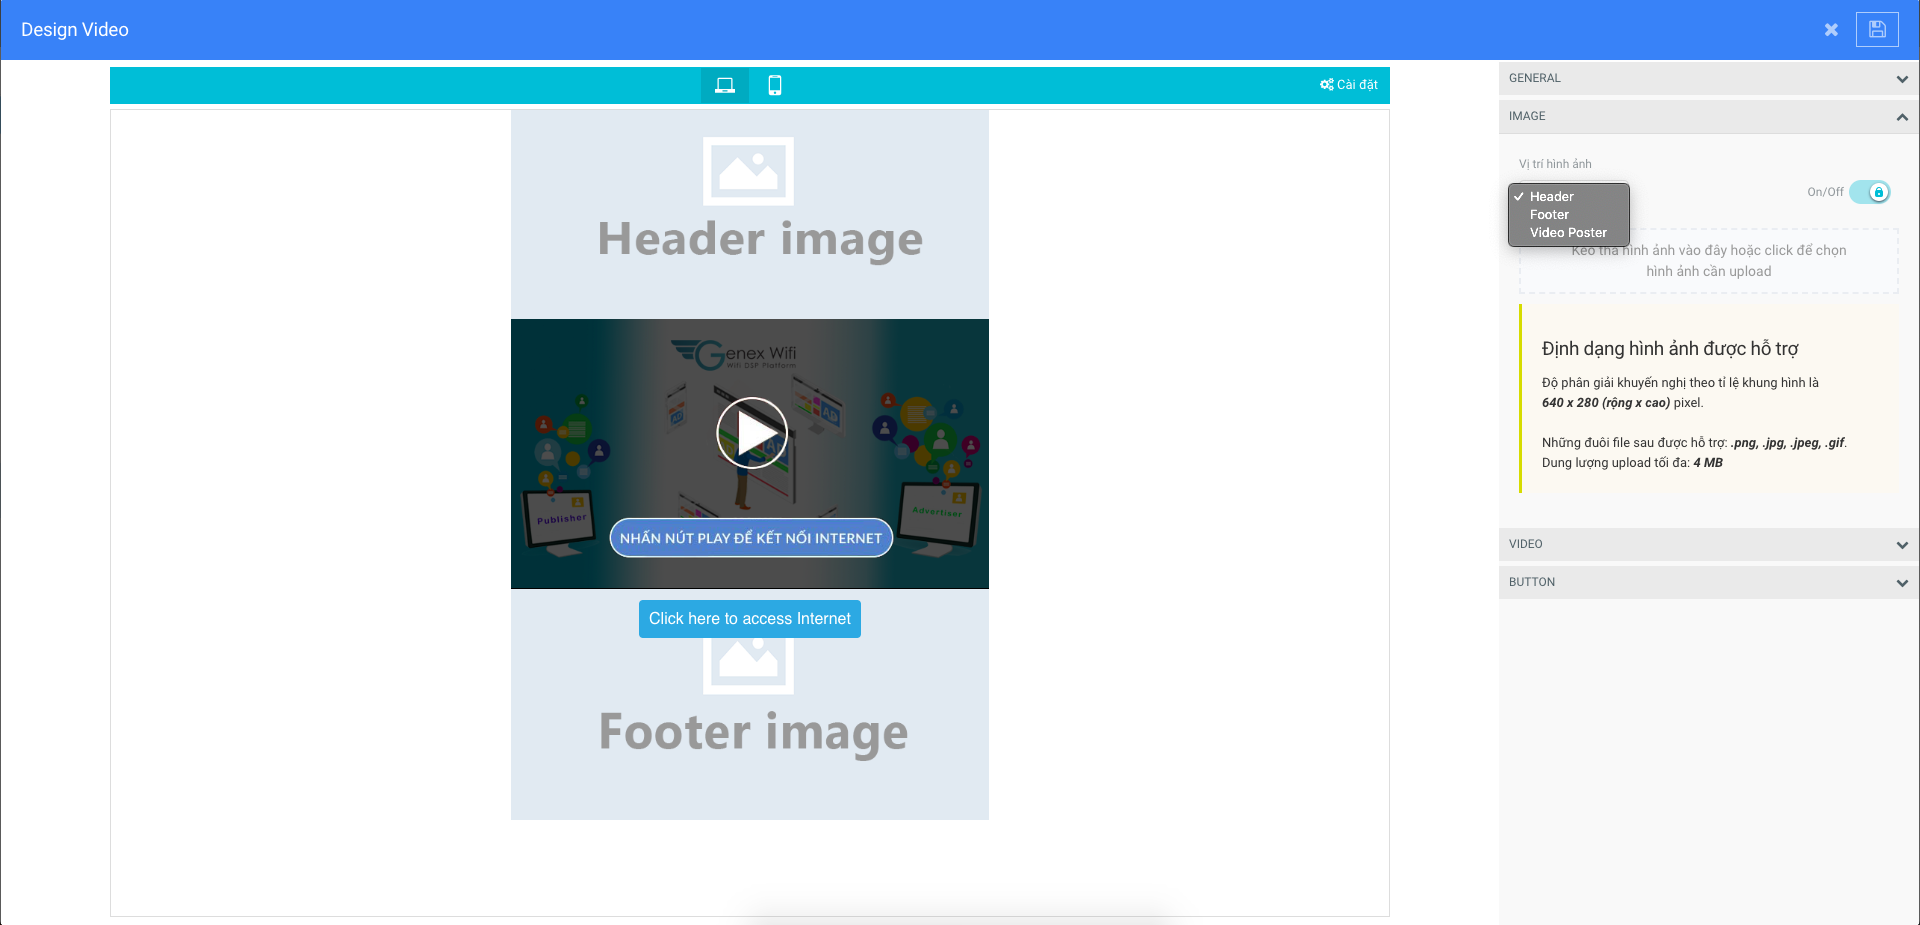 Design Video
Cài đặt
Header image
Genex Wifi
Wifi DSP Platform
AD
AD
Publisher
Advertiser
NHẤN NÚT PLAY ĐỂ KẾT NỐI INTERNET
Click here to access Internet
Footer image
GENERAL
IMAGE
Vị trí hình ảnh
Header
Footer
Video Poster
On/Off
Kéo thả hình ảnh vào đây hoặc click để chọn
hình ảnh cần upload
Định dạng hình ảnh được hỗ trợ
Độ phân giải khuyến nghị theo tỉ lệ khung hình là
640 x 280 (rộng x cao) pixel.
Những đuôi file sau được hỗ trợ: .png, .jpg, .jpeg, .gif.
Dung lượng upload tối đa: 4 MB
VIDEO
BUTTON